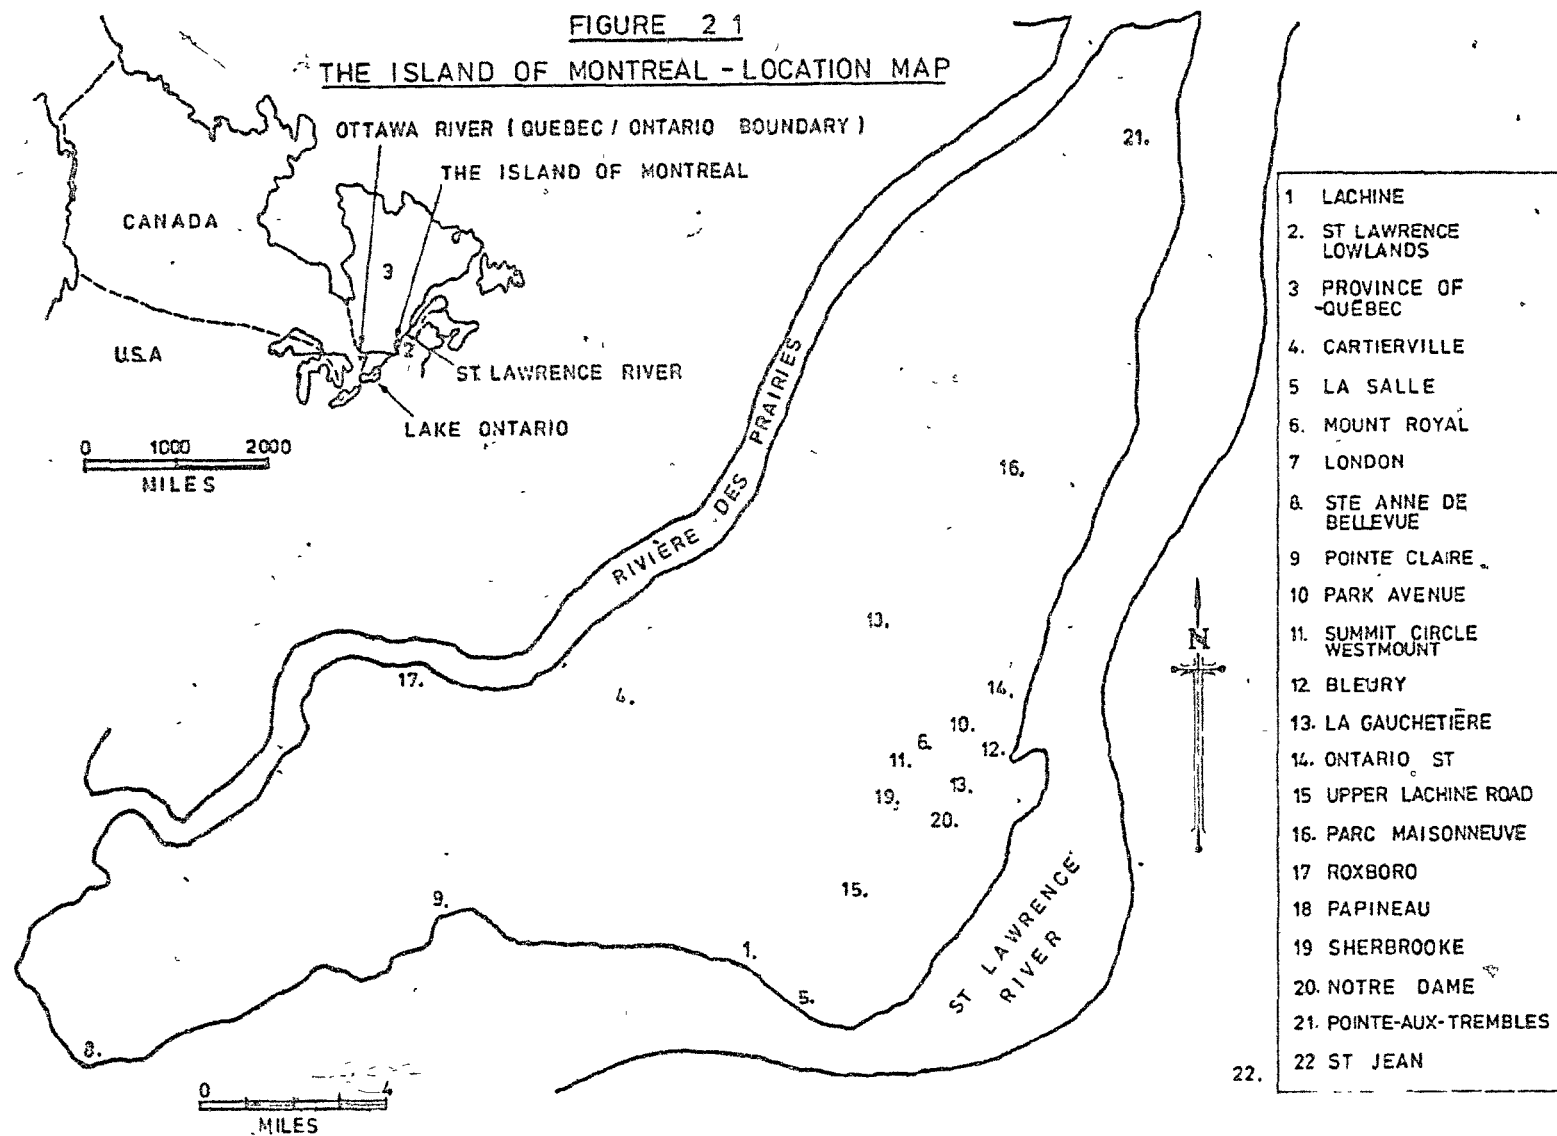 FIGURE 2 1
THE ISLAND OF MONTREAL - LOCATION MAP
OTTAWA RIVER ( QUEBEC / ONTARIO BOUNDARY )
THE ISLAND OF MONTREAL
CANADA
3
2
U.S.A
ST. LAWRENCE RIVER
LAKE ONTARIO
0 1000 2000
MILES
RIVIÈRE DES PRAIRIES
21.
16.
13.
17.
4.
14.
10.
6.
12.
11.
13.
19.
20.
15.
9.
1.
5.
8.
22.
ST LAWRENCE
RIVER
N
0 4
MILES
1 LACHINE
2. ST LAWRENCE
LOWLANDS
3 PROVINCE OF
-QUEBEC
4. CARTIERVILLE
5 LA SALLE
6. MOUNT ROYAL
7 LONDON
8. STE ANNE DE
BELLEVUE
9 POINTE CLAIRE
10 PARK AVENUE
11. SUMMIT CIRCLE
WESTMOUNT
12 BLEURY
13. LA GAUCHETIÈRE
14. ONTARIO ST
15 UPPER LACHINE ROAD
16. PARC MAISONNEUVE
17 ROXBORO
18 PAPINEAU
19 SHERBROOKE
20. NOTRE DAME
21. POINTE-AUX-TREMBLES
22 ST JEAN